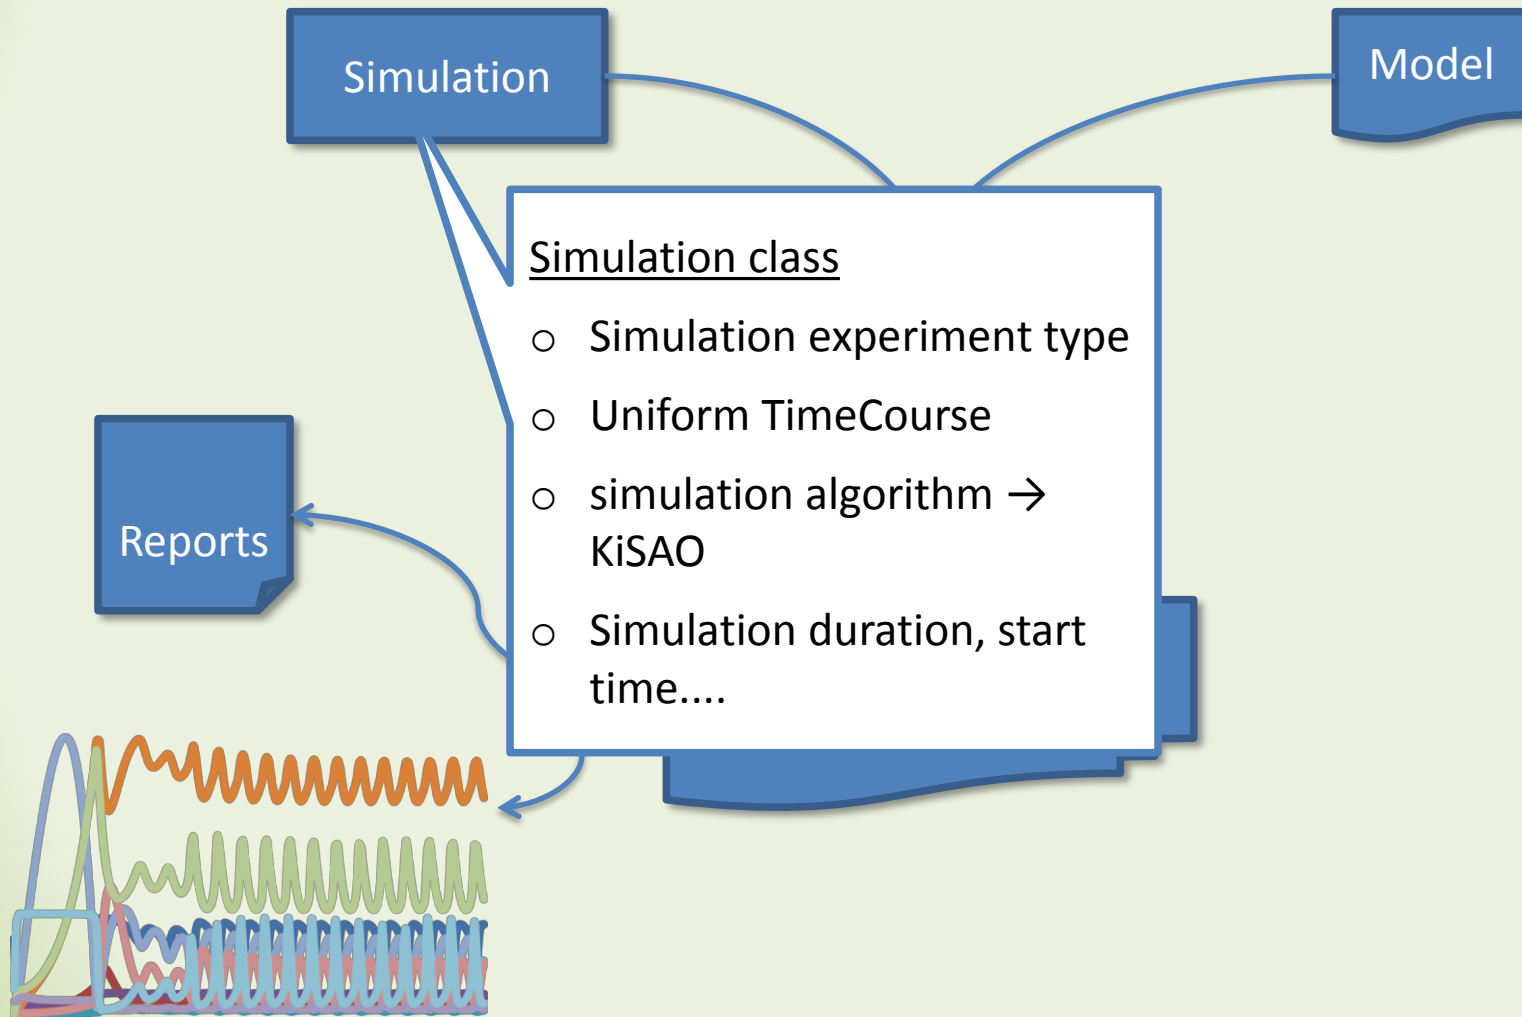 Simulation
Model
Simulation class
o Simulation experiment type
o Uniform TimeCourse
o simulation algorithm →
KiSAO
o Simulation duration, start
time....
Reports